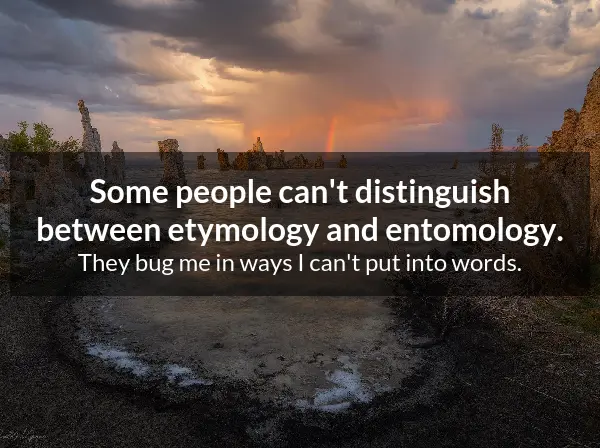 Some people can't distinguish
between etymology and entomology.
They bug me in ways I can't put into words.